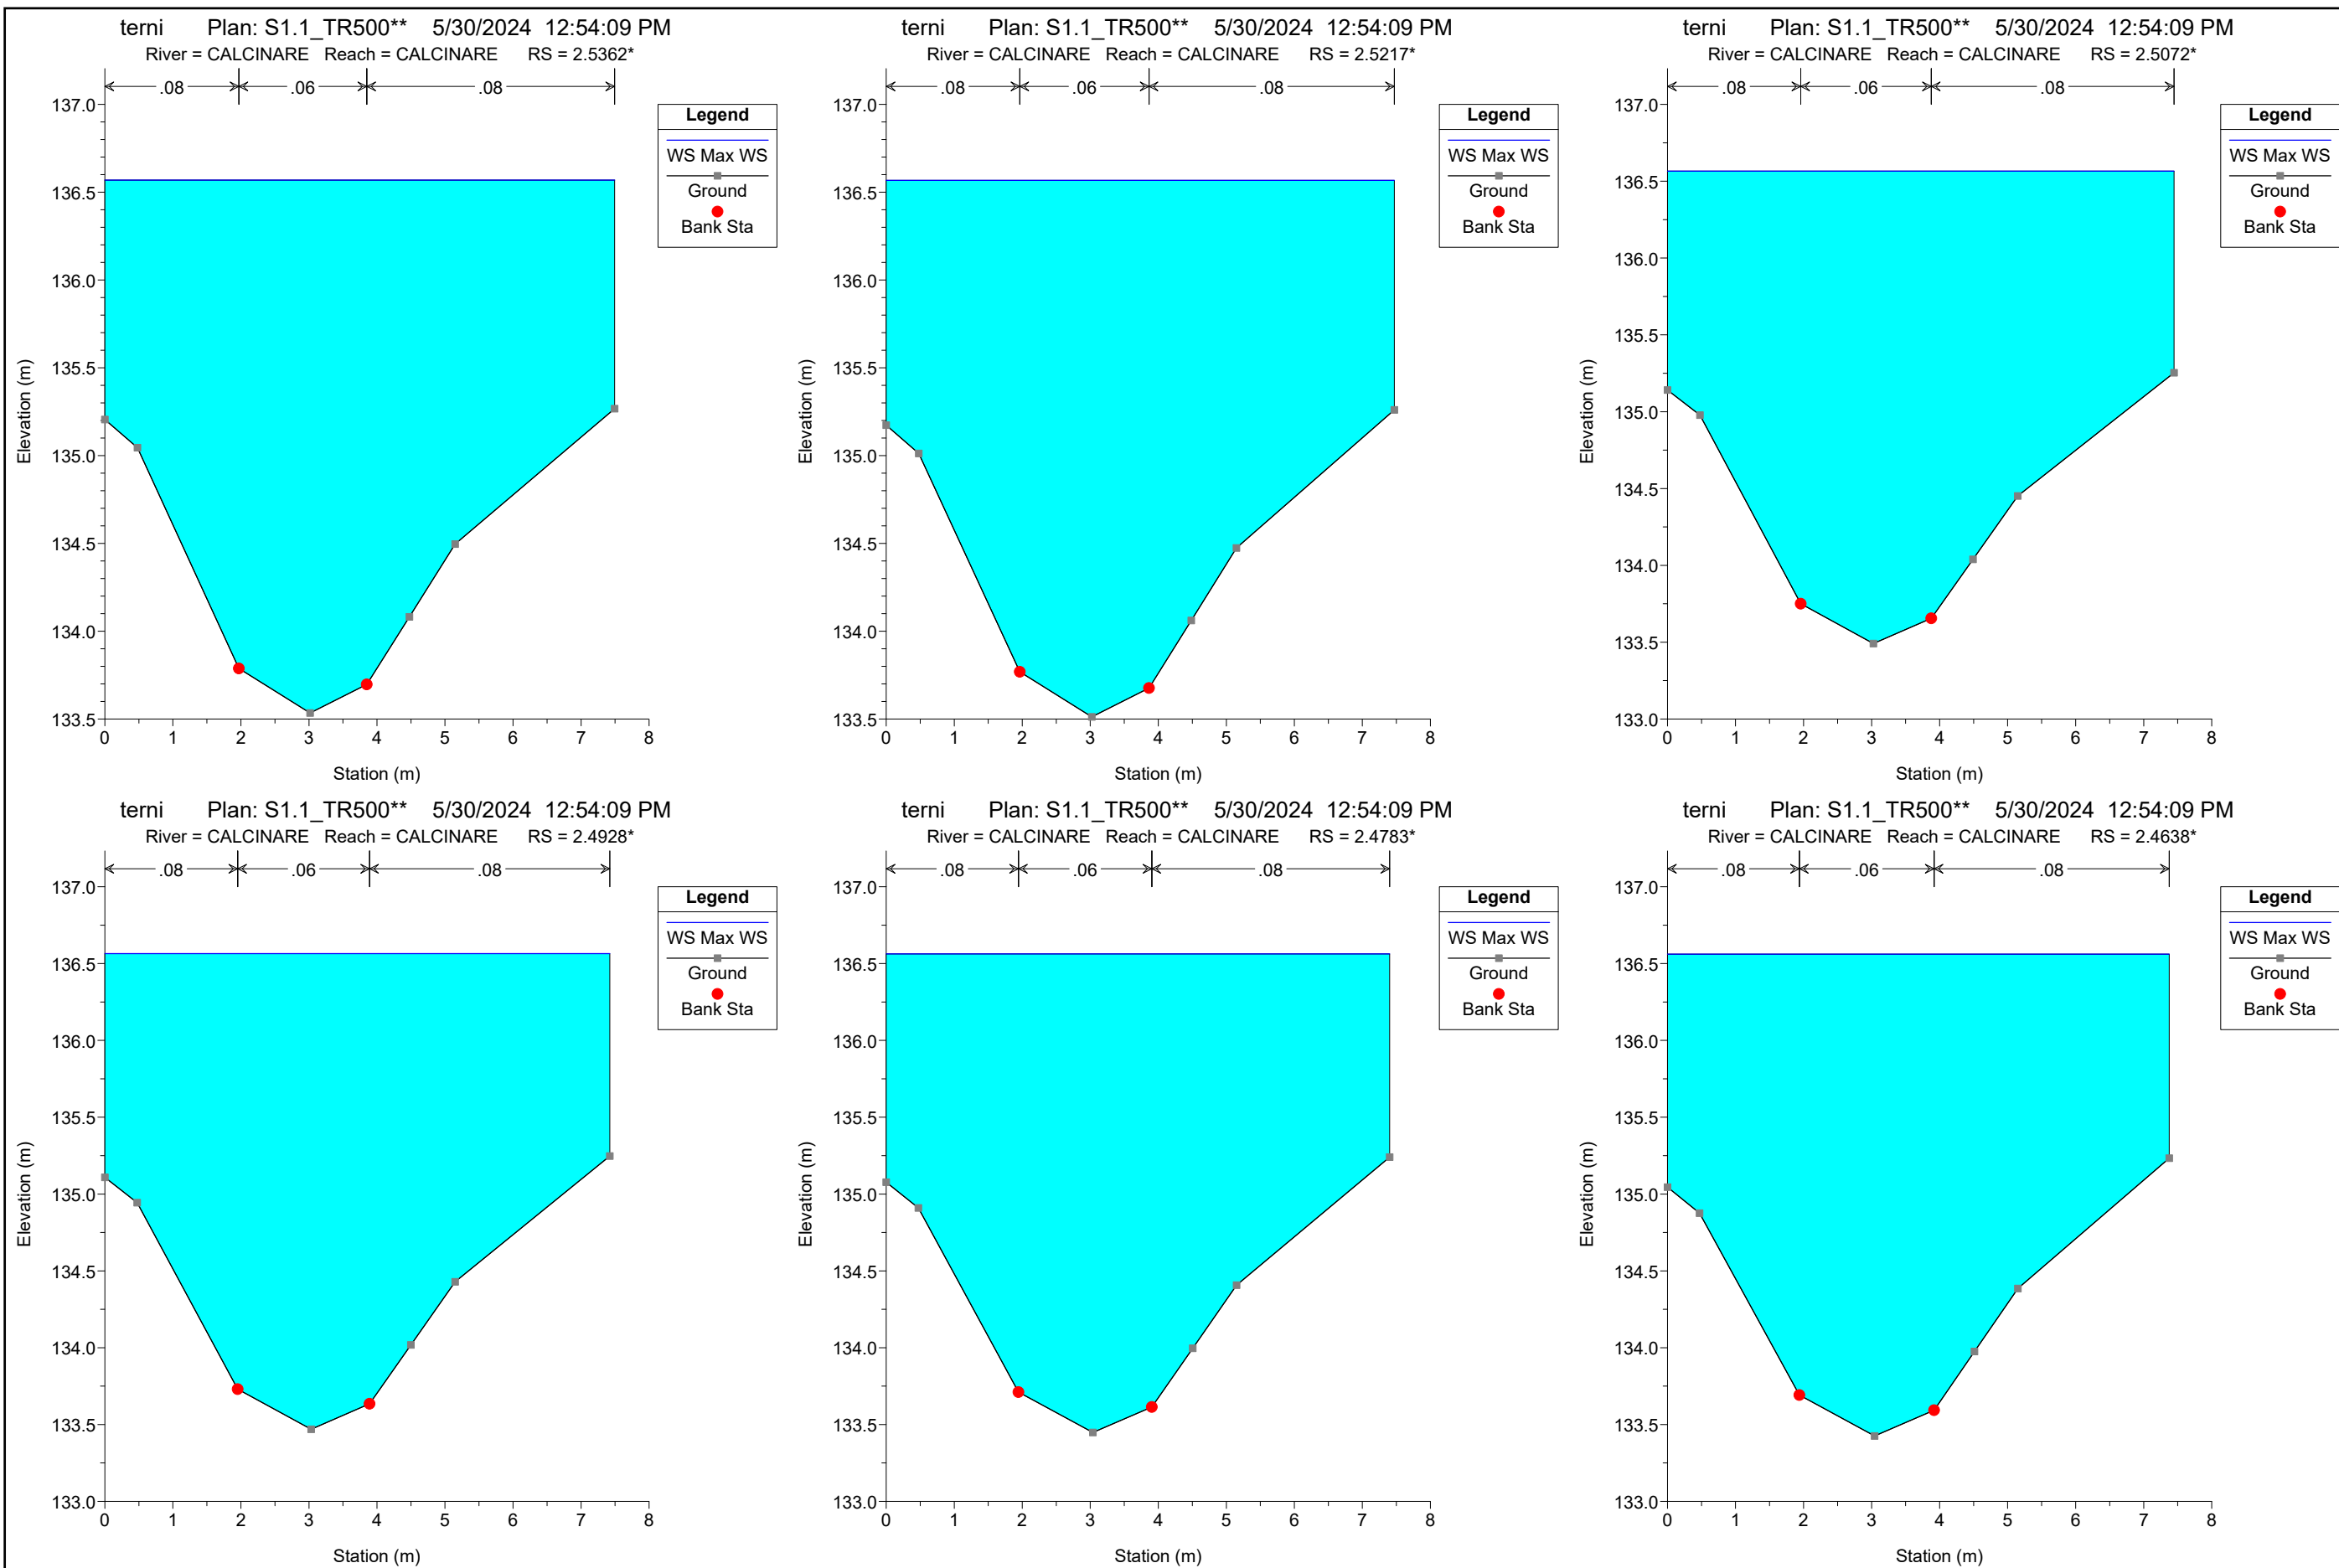 terni Plan: S1.1_TR500** 5/30/2024 12:54:09 PM
River = CALCINARE Reach = CALCINARE RS = 2.5362*
.08 .06 .08
Legend
WS Max WS
Ground
Bank Sta
137.0
136.5
136.0
135.5
135.0
134.5
134.0
133.5
Elevation (m)
0 1 2 3 4 5 6 7 8
Station (m)
terni Plan: S1.1_TR500** 5/30/2024 12:54:09 PM
River = CALCINARE Reach = CALCINARE RS = 2.5217*
.08 .06 .08
Legend
WS Max WS
Ground
Bank Sta
137.0
136.5
136.0
135.5
135.0
134.5
134.0
133.5
Elevation (m)
0 1 2 3 4 5 6 7 8
Station (m)
terni Plan: S1.1_TR500** 5/30/2024 12:54:09 PM
River = CALCINARE Reach = CALCINARE RS = 2.5072*
.08 .06 .08
Legend
WS Max WS
Ground
Bank Sta
137.0
136.5
136.0
135.5
135.0
134.5
134.0
133.5
133.0
Elevation (m)
0 1 2 3 4 5 6 7 8
Station (m)
terni Plan: S1.1_TR500** 5/30/2024 12:54:09 PM
River = CALCINARE Reach = CALCINARE RS = 2.4928*
.08 .06 .08
Legend
WS Max WS
Ground
Bank Sta
137.0
136.5
136.0
135.5
135.0
134.5
134.0
133.5
133.0
Elevation (m)
0 1 2 3 4 5 6 7 8
Station (m)
terni Plan: S1.1_TR500** 5/30/2024 12:54:09 PM
River = CALCINARE Reach = CALCINARE RS = 2.4783*
.08 .06 .08
Legend
WS Max WS
Ground
Bank Sta
137.0
136.5
136.0
135.5
135.0
134.5
134.0
133.5
133.0
Elevation (m)
0 1 2 3 4 5 6 7 8
Station (m)
terni Plan: S1.1_TR500** 5/30/2024 12:54:09 PM
River = CALCINARE Reach = CALCINARE RS = 2.4638*
.08 .06 .08
Legend
WS Max WS
Ground
Bank Sta
137.0
136.5
136.0
135.5
135.0
134.5
134.0
133.5
133.0
Elevation (m)
0 1 2 3 4 5 6 7 8
Station (m)